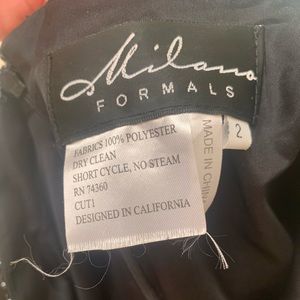 Milano
FORMALS
2
MADE IN CHINA
FABRICS 100% POLYESTER
DRY CLEAN
SHORT CYCLE, NO STEAM
RN 74360
CUT1
DESIGNED IN CALIFORNIA